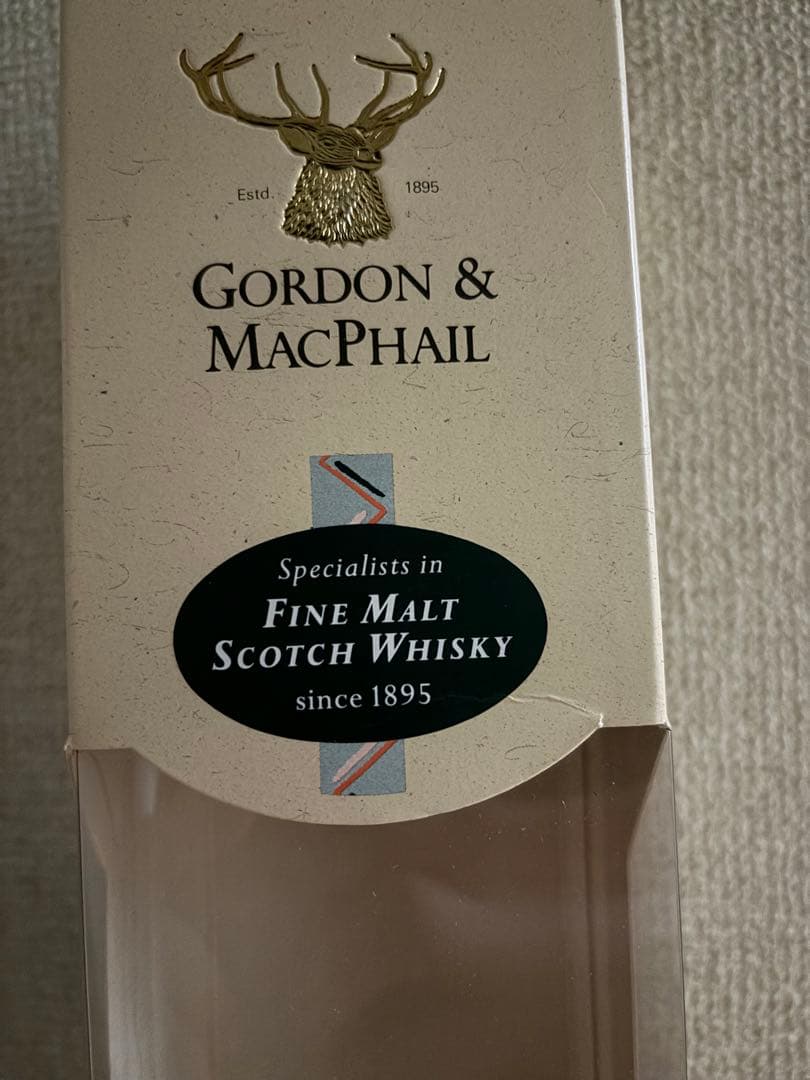 Estd. 1895
GORDON &
MACPHAIL
Specialists in
FINE MALT
SCOTCH WHISKY
since 1895